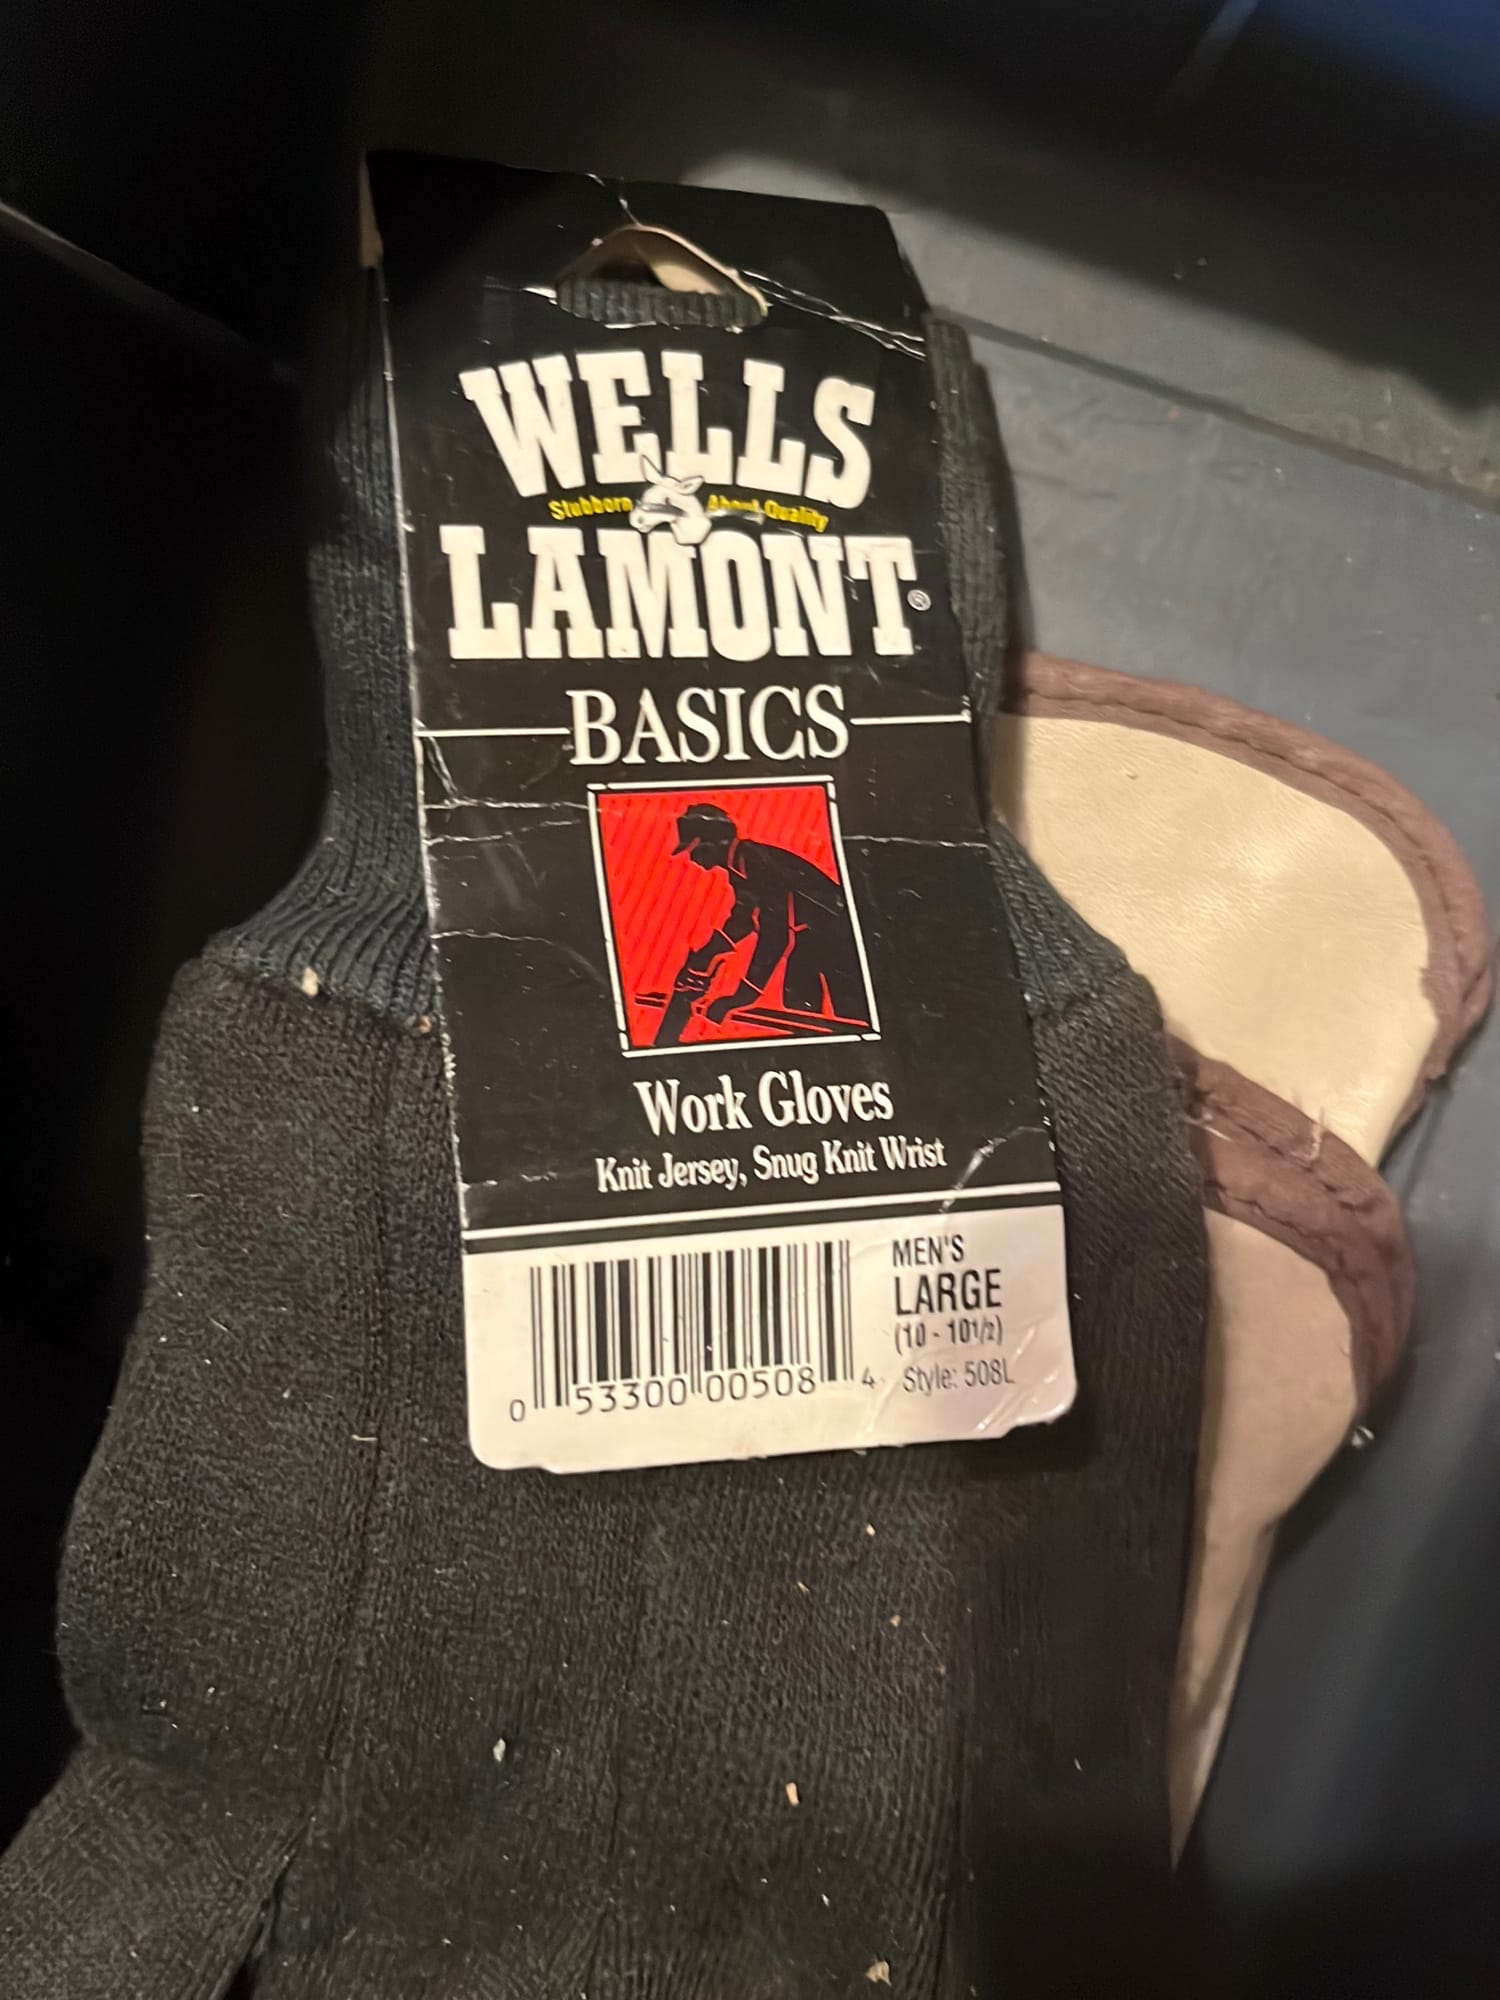 WELLS
Stubborn About Quality
LAMONT®
BASICS
Work Gloves
Knit Jersey, Snug Knit Wrist
MEN'S
LARGE
(10 - 10½)
Style: 508L
0 53300 00508 4